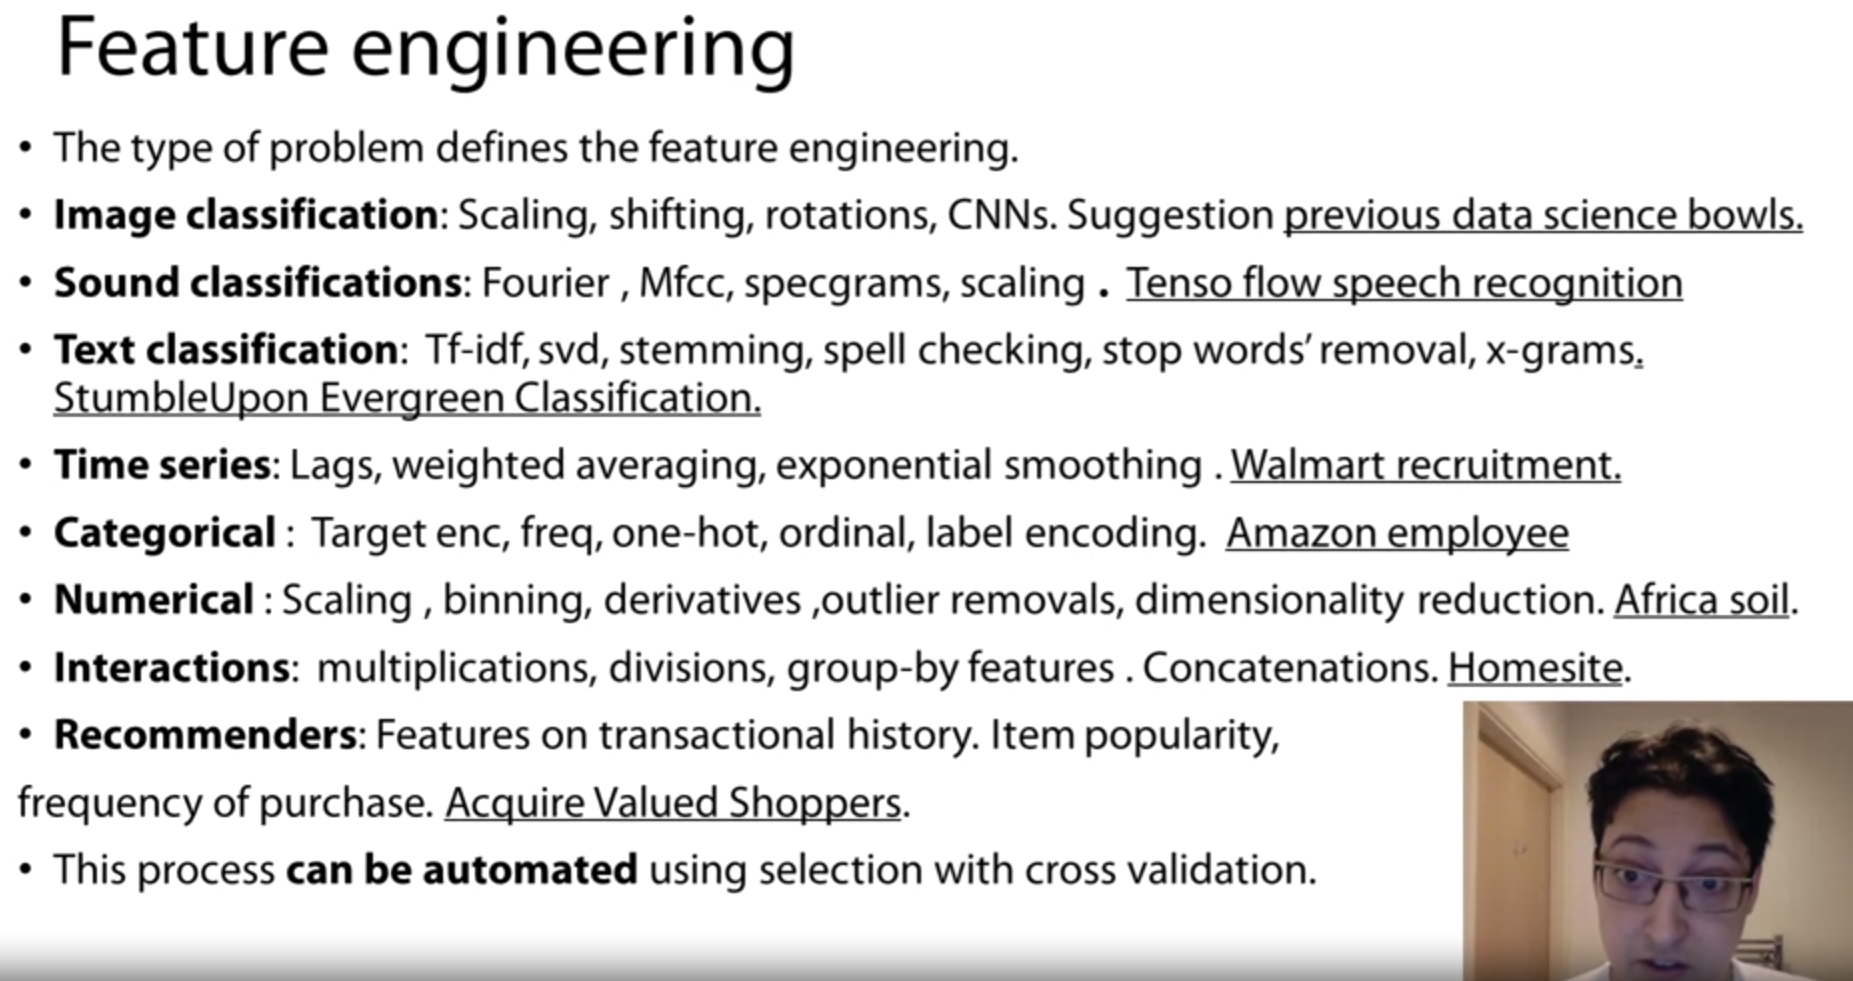 Feature engineering
• The type of problem defines the feature engineering.
• Image classification: Scaling, shifting, rotations, CNNs. Suggestion previous data science bowls.
• Sound classifications: Fourier , Mfcc, specgrams, scaling . Tenso flow speech recognition
• Text classification: Tf-idf, svd, stemming, spell checking, stop words’ removal, x-grams.
StumbleUpon Evergreen Classification.
• Time series: Lags, weighted averaging, exponential smoothing . Walmart recruitment.
• Categorical : Target enc, freq, one-hot, ordinal, label encoding. Amazon employee
• Numerical : Scaling , binning, derivatives ,outlier removals, dimensionality reduction. Africa soil.
• Interactions: multiplications, divisions, group-by features . Concatenations. Homesite.
• Recommenders: Features on transactional history. Item popularity,
frequency of purchase. Acquire Valued Shoppers.
• This process can be automated using selection with cross validation.